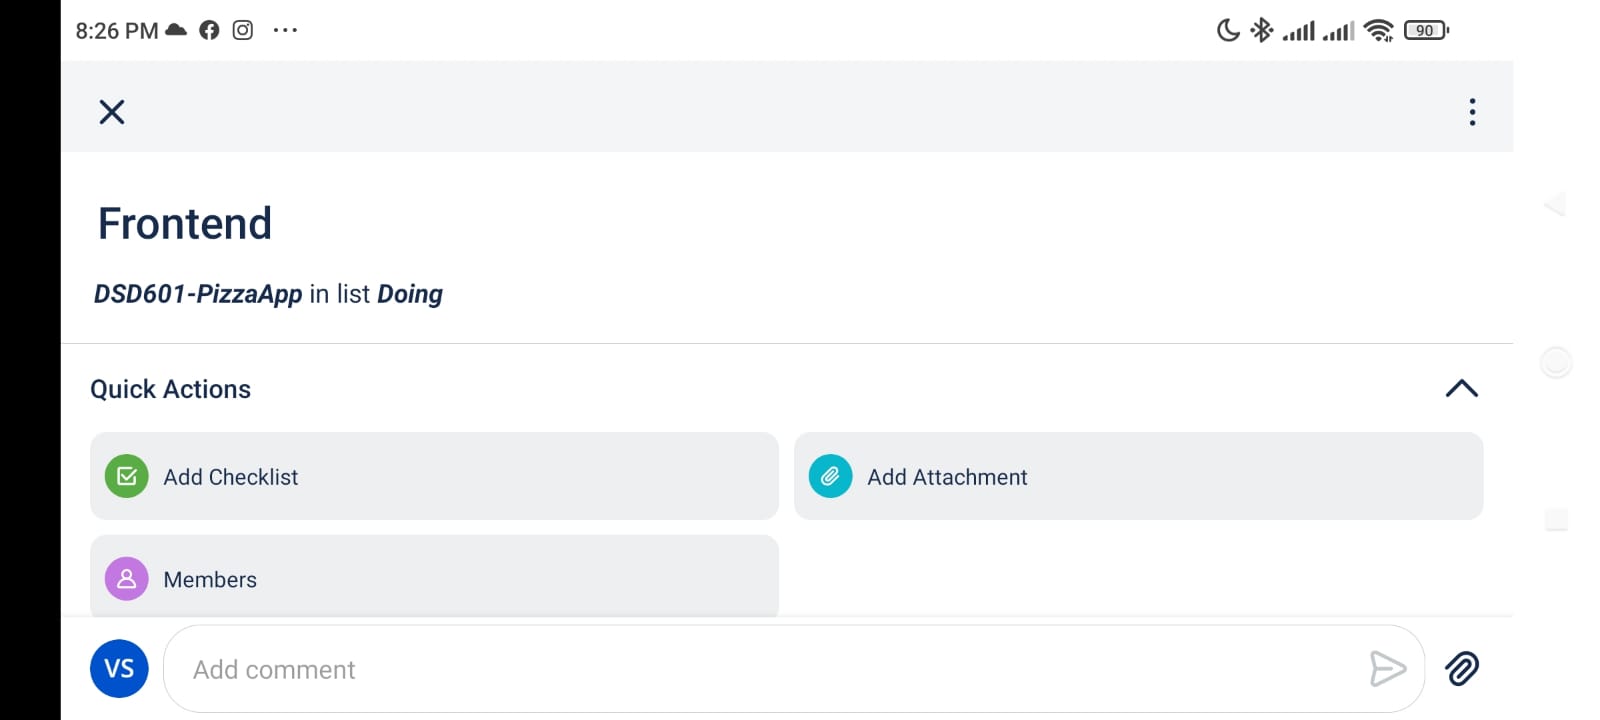 8:26 PM
90
Frontend
DSD601-PizzaApp in list Doing
Quick Actions
Add Checklist
Add Attachment
Members
VS
Add comment